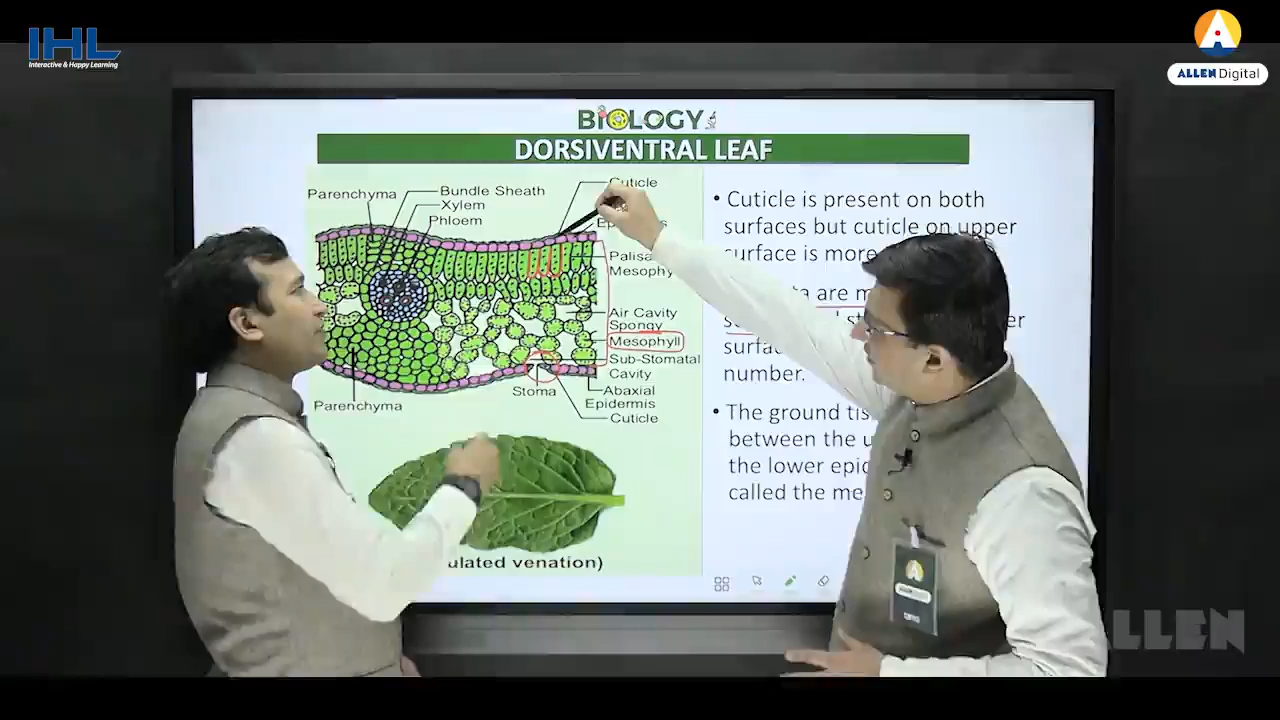 IHL
Interactive & Happy Learning
ALLEN Digital
BIOLOGY
DORSIVENTRAL LEAF
Parenchyma
Bundle Sheath
Xylem
Phloem
Cuticle
Mesophy
Air Cavity
Spongy
Mesophyll
Sub-Stomatal
Cavity
Stoma
Abaxial
Epidermis
Cuticle
Parenchyma
ulated venation)
• Cuticle is present on both
surfaces but cuticle on upper
surface is more
are m
surfa
number.
• The ground tis
between the u
the lower epid
called the me
ALLEN